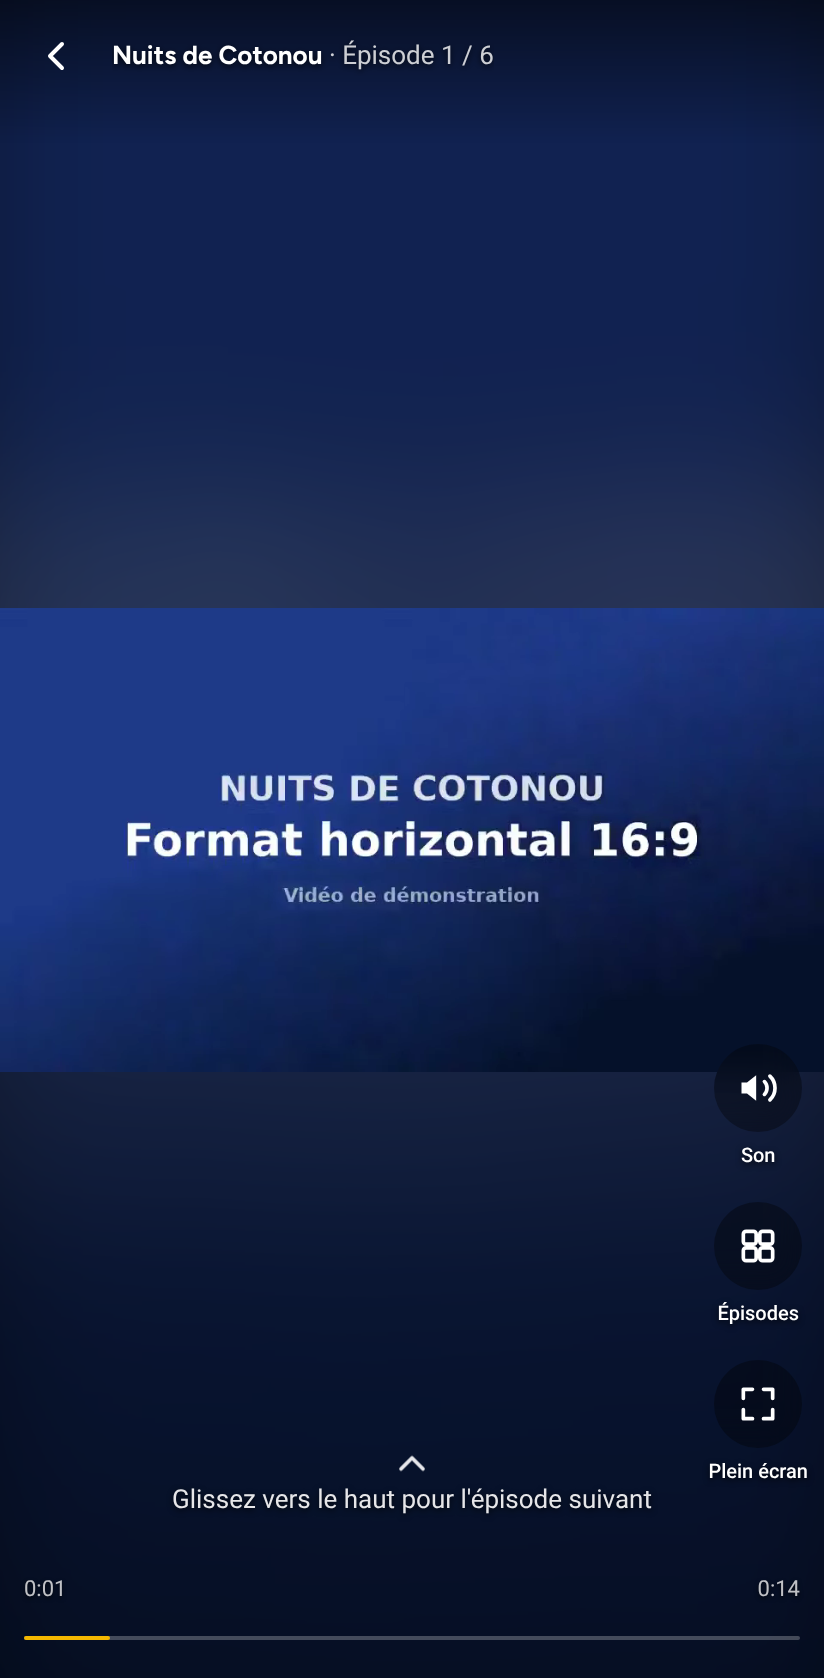 Nuits de Cotonou · Épisode 1 / 6
NUITS DE COTONOU
Format horizontal 16:9
Vidéo de démonstration
Son
Épisodes
Plein écran
Glissez vers le haut pour l'épisode suivant
0:01
0:14